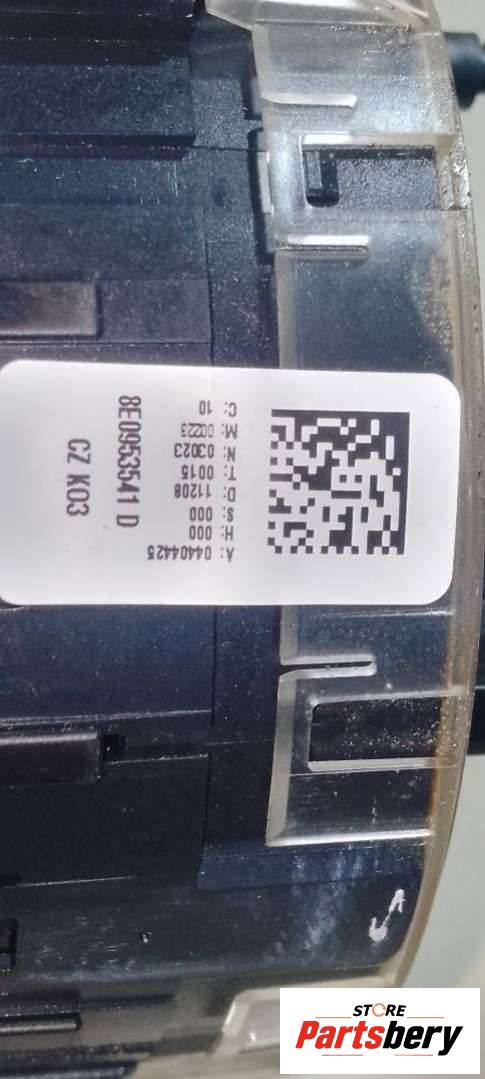 8E0953541 D
CZ K03
A: 04404425
H: 000
S: 000
D: 11208
T: 0015
N: 03023
M: 00223
C: 10
STORE
Partsbery